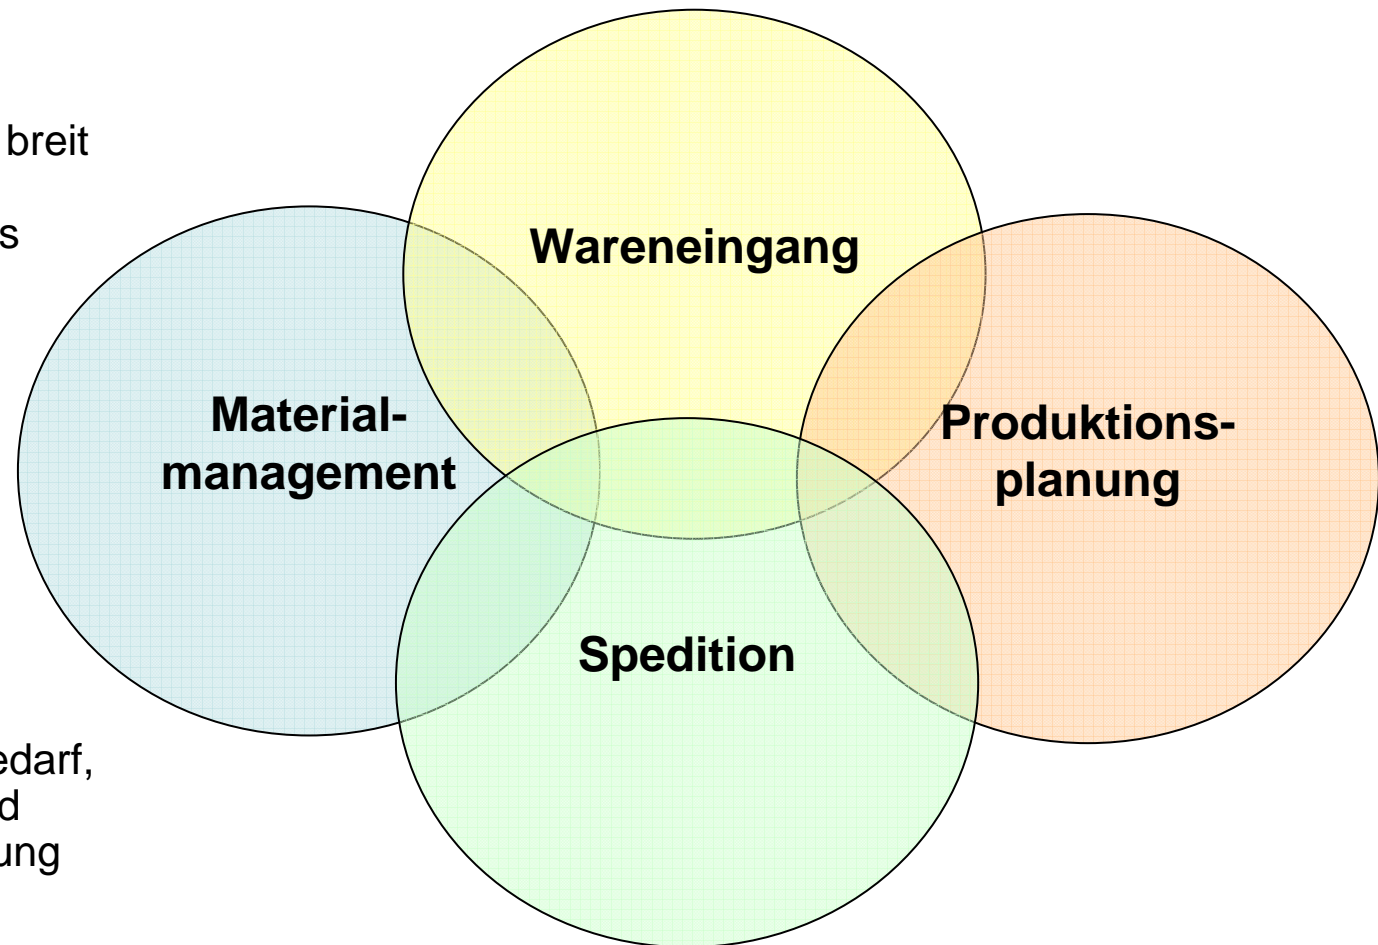 breit
s
Wareneingang
Material-
management
Produktions-
planung
Spedition
edarf,
d
ung